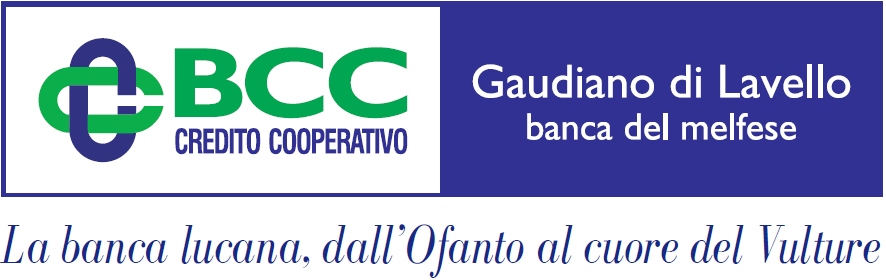 BCC
CREDITO COOPERATIVO
Gaudiano di Lavello
banca del melfese
La banca lucana, dall'Ofanto al cuore del Vulture